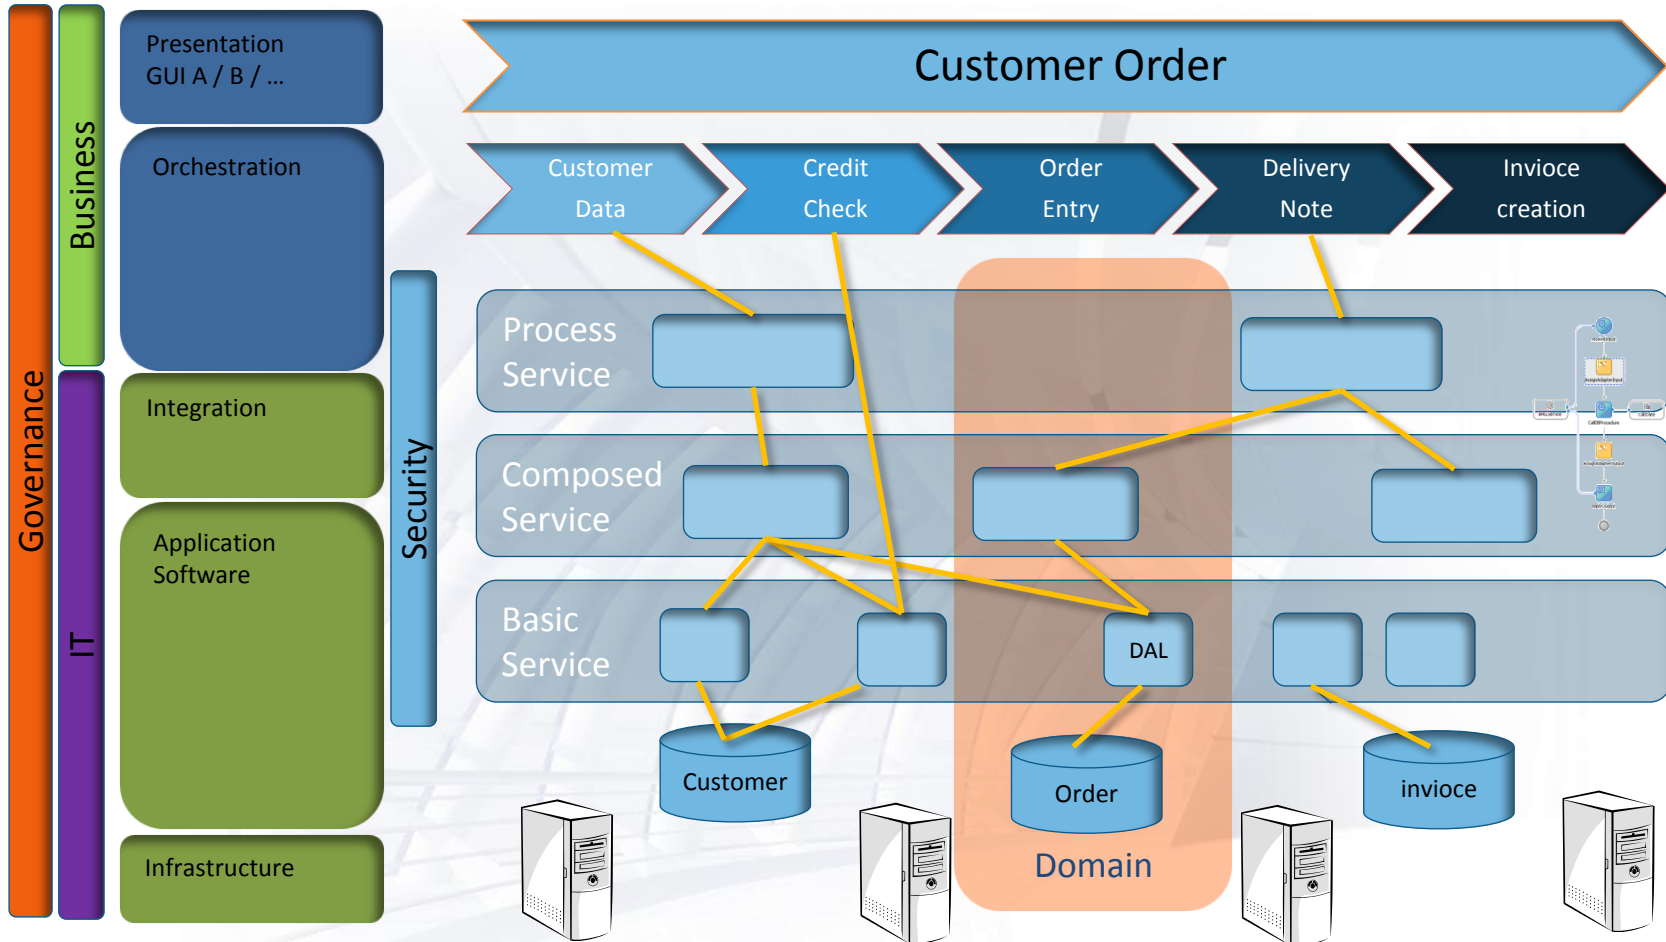 Governance
Business
IT
Presentation
GUI A / B / ...
Orchestration
Integration
Application
Software
Infrastructure
Security
Customer Order
Customer
Data
Credit
Check
Order
Entry
Delivery
Note
Invioce
creation
Process
Service
Composed
Service
Basic
Service
DAL
Customer
Order
invioce
Domain